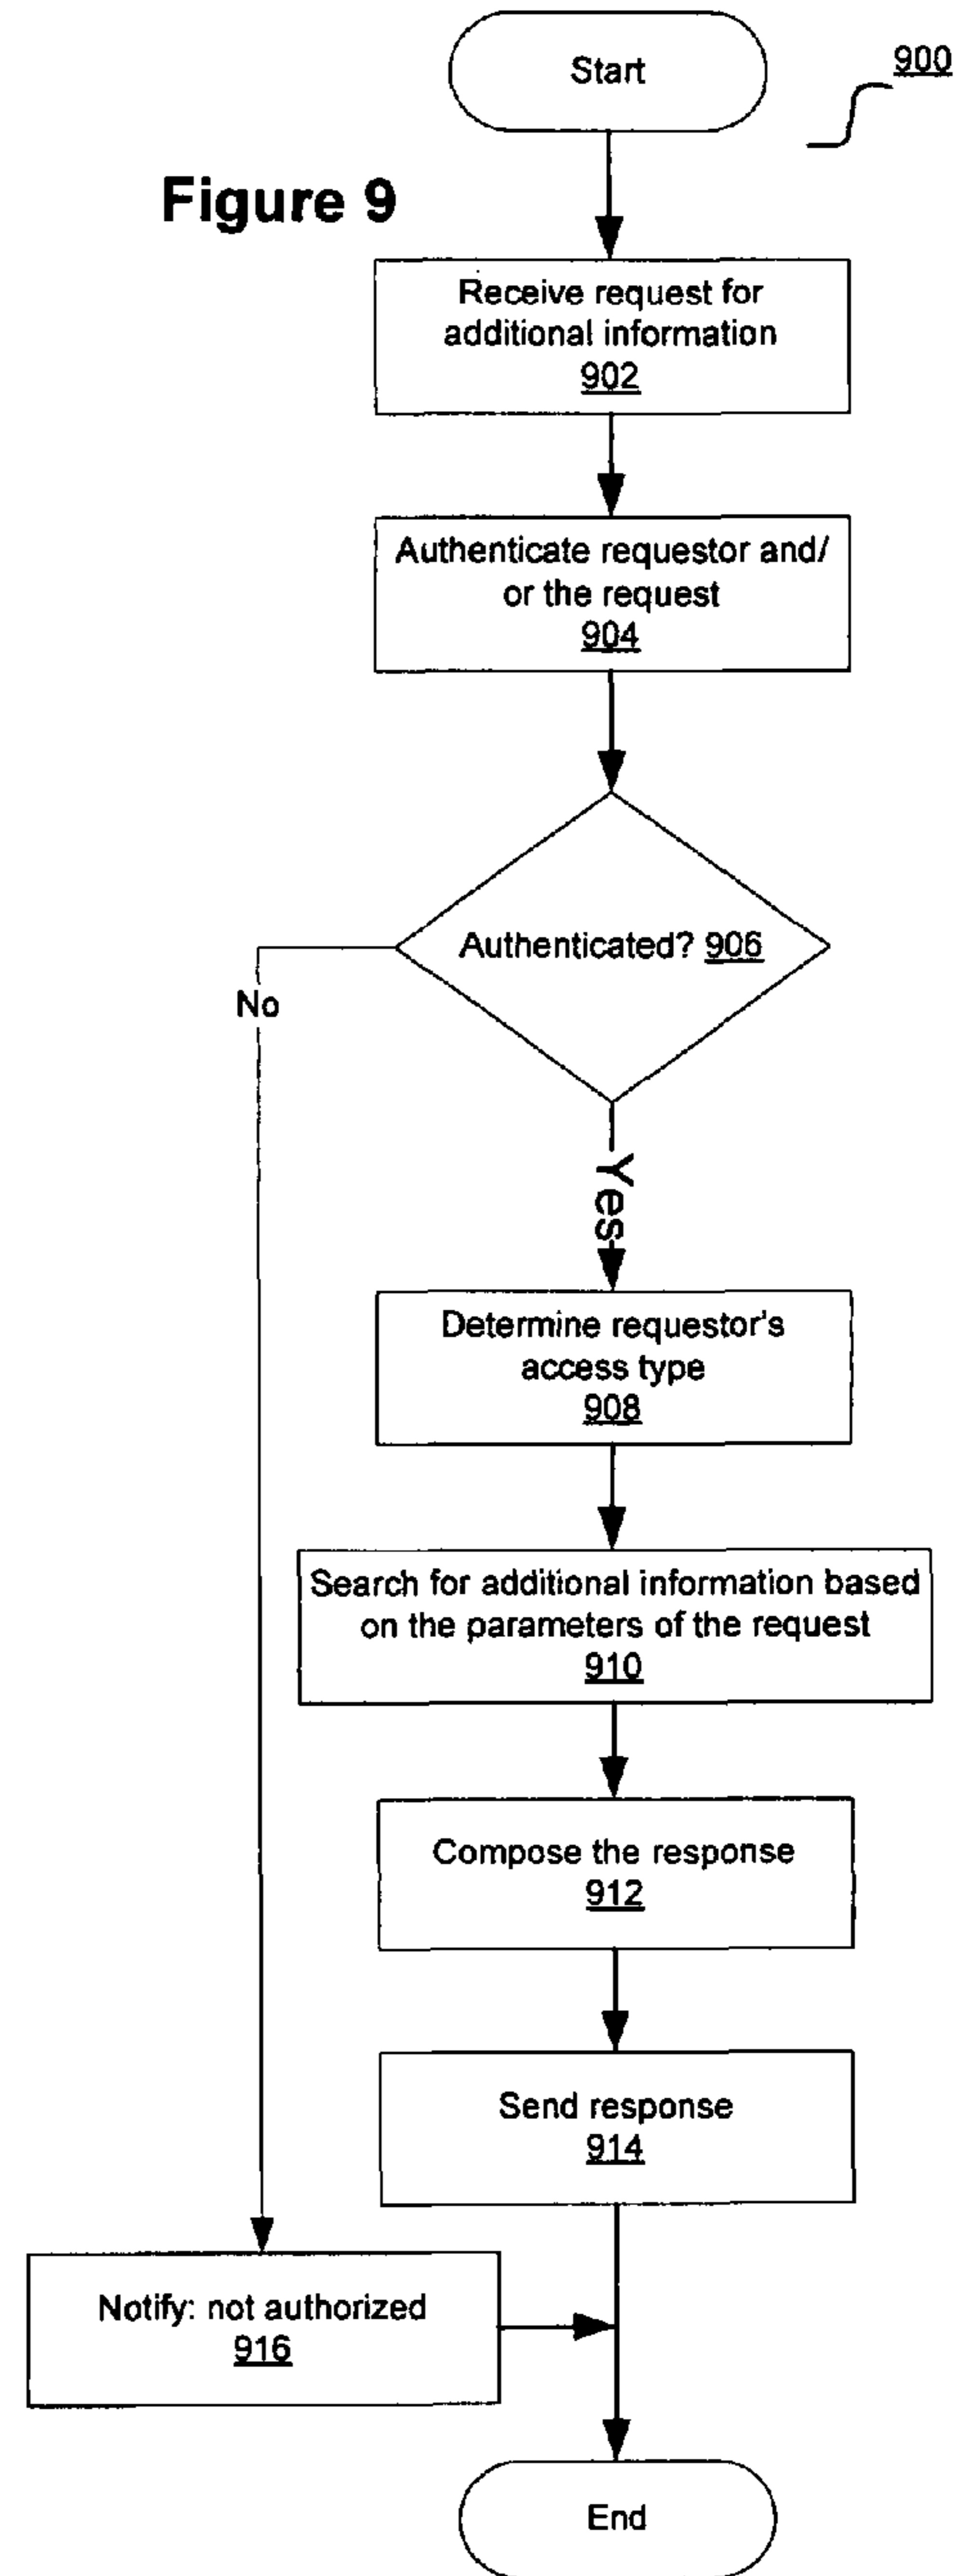 Start
900
Figure 9
Receive request for
additional information
902
Authenticate requestor and/
or the request
904
Authenticated? 906
No
Yes
Determine requestor's
access type
908
Search for additional information based
on the parameters of the request
910
Compose the response
912
Send response
914
Notify: not authorized
916
End